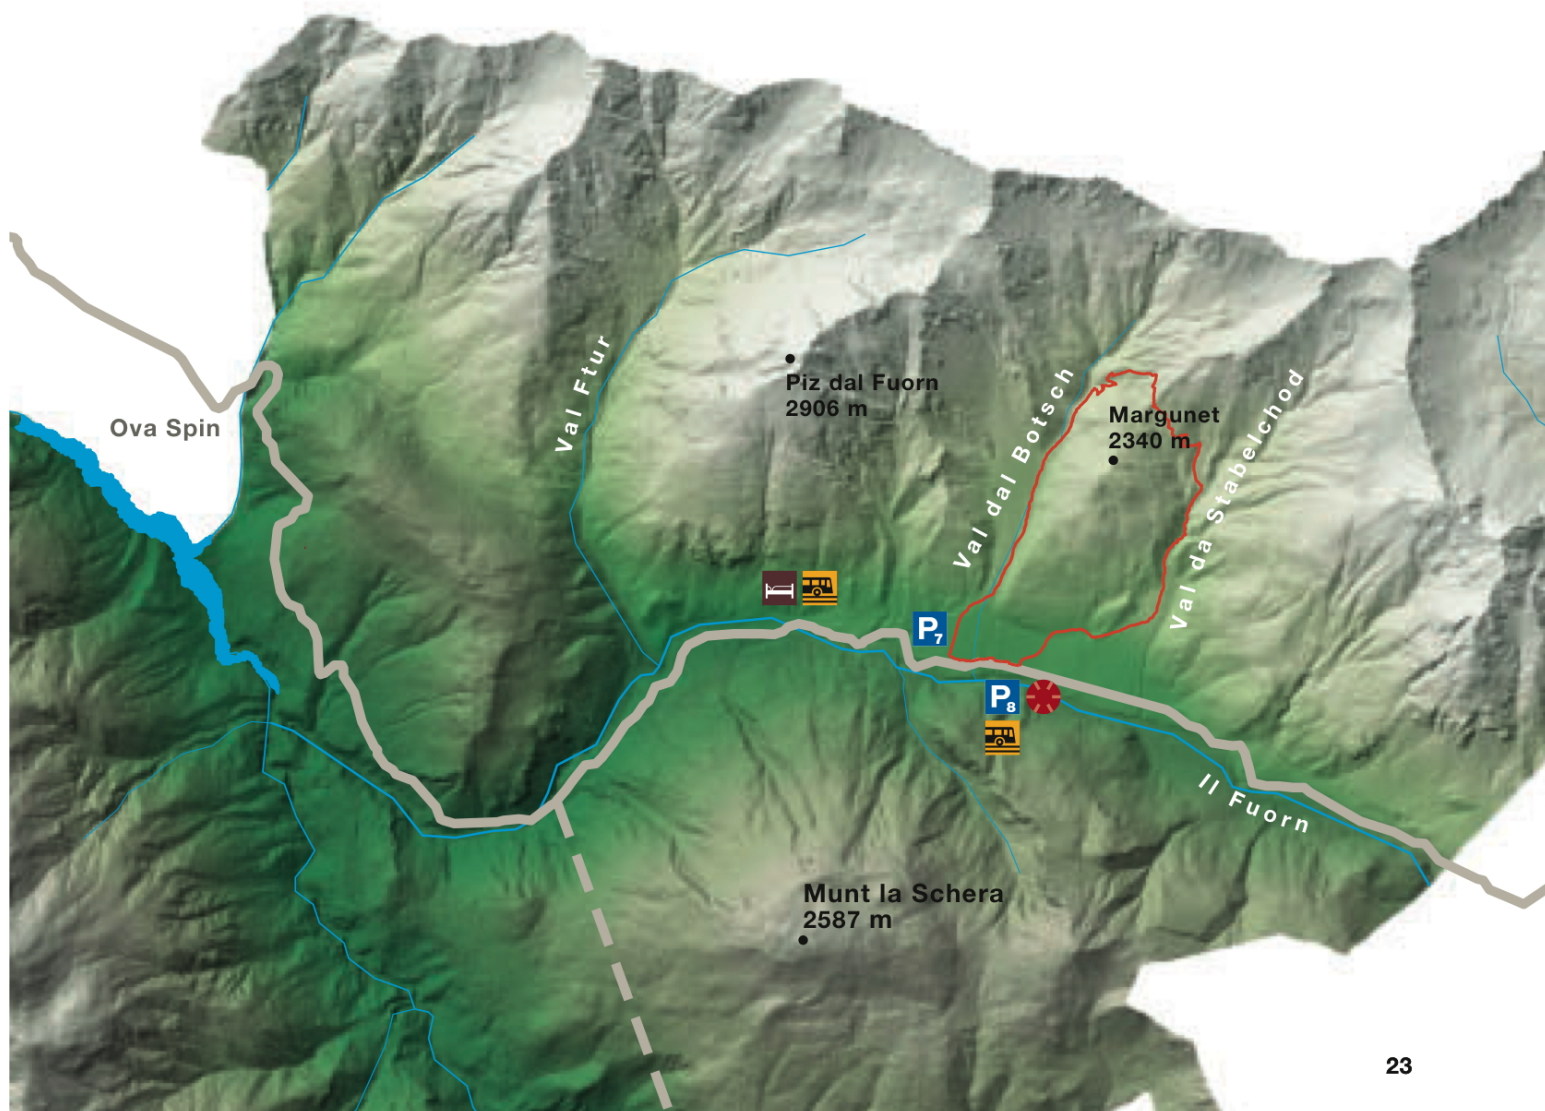 Val Ftur
Piz dal Fuorn
2906 m
Val dal Botsch
Margunet
2340 m
Val da Stabelchod
Ova Spin
P7
P8
Il Fuorn
Munt la Schera
2587 m
23